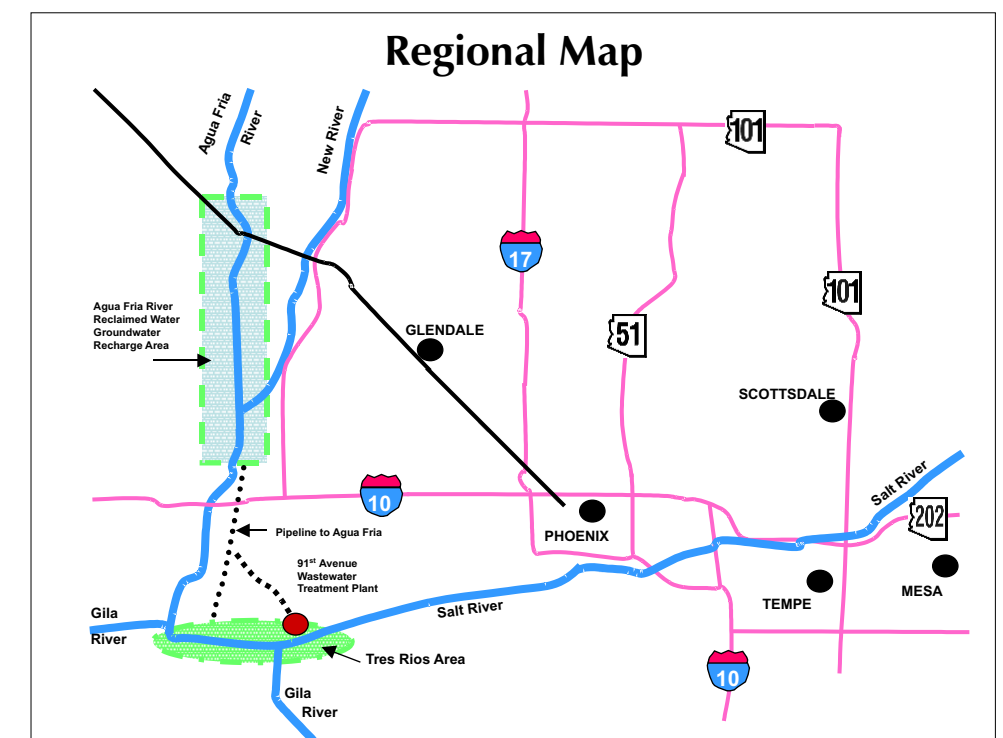 Regional Map
Agua Fria
River
New River
101
17
101
Agua Fria River
Reclaimed Water
Groundwater
Recharge Area
GLENDALE
51
SCOTTSDALE
Salt River
10
202
Pipeline to Agua Fria
PHOENIX
91st Avenue
Wastewater
Treatment Plant
TEMPE
MESA
Gila
River
Salt River
Tres Rios Area
10
Gila
River